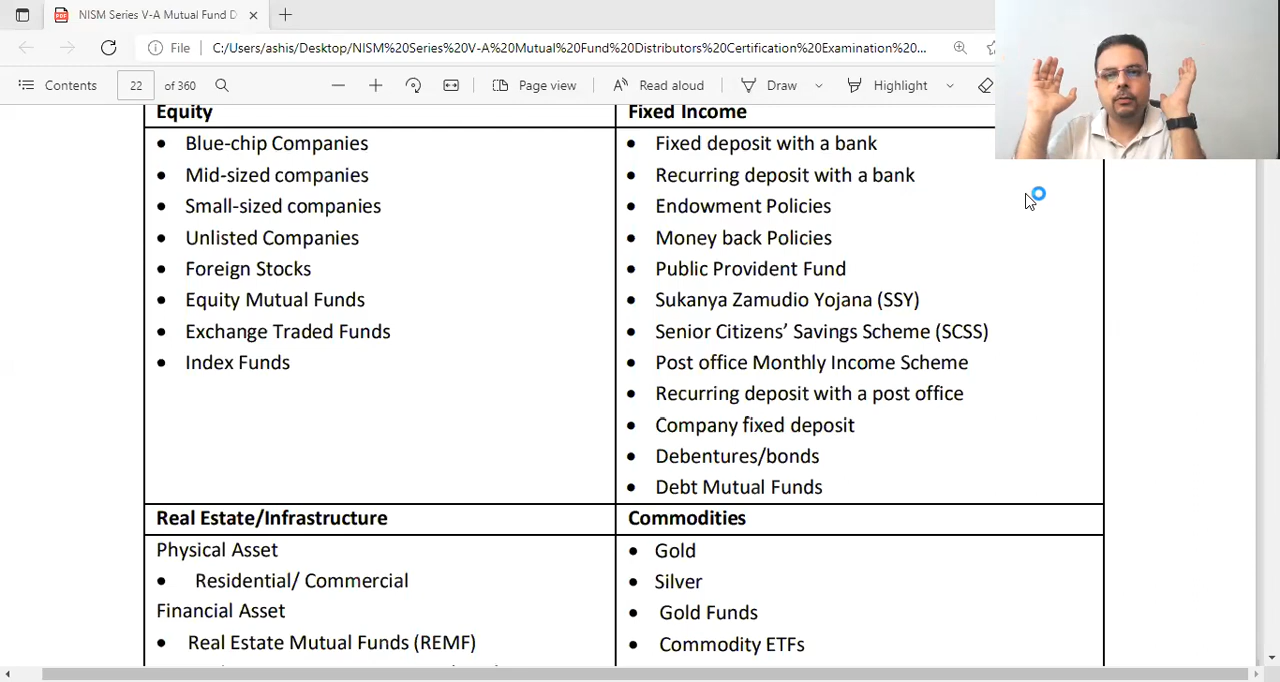 NISM Series V-A Mutual Fund D
File
C:/Users/ashis/Desktop/NISM%20Series%20V-A%20Mutual%20Fund%20Distributors%20Certification%20Examination%20...
Contents
22
of 360
Page view
Read aloud
Draw
Highlight
Equity
Blue-chip Companies
Mid-sized companies
Small-sized companies
Unlisted Companies
Foreign Stocks
Equity Mutual Funds
Exchange Traded Funds
Index Funds
Fixed Income
Fixed deposit with a bank
Recurring deposit with a bank
Endowment Policies
Money back Policies
Public Provident Fund
Sukanya Zamudio Yojana (SSY)
Senior Citizens’ Savings Scheme (SCSS)
Post office Monthly Income Scheme
Recurring deposit with a post office
Company fixed deposit
Debentures/bonds
Debt Mutual Funds
Real Estate/Infrastructure
Physical Asset
Residential/ Commercial
Financial Asset
Real Estate Mutual Funds (REMF)
Commodities
Gold
Silver
Gold Funds
Commodity ETFs